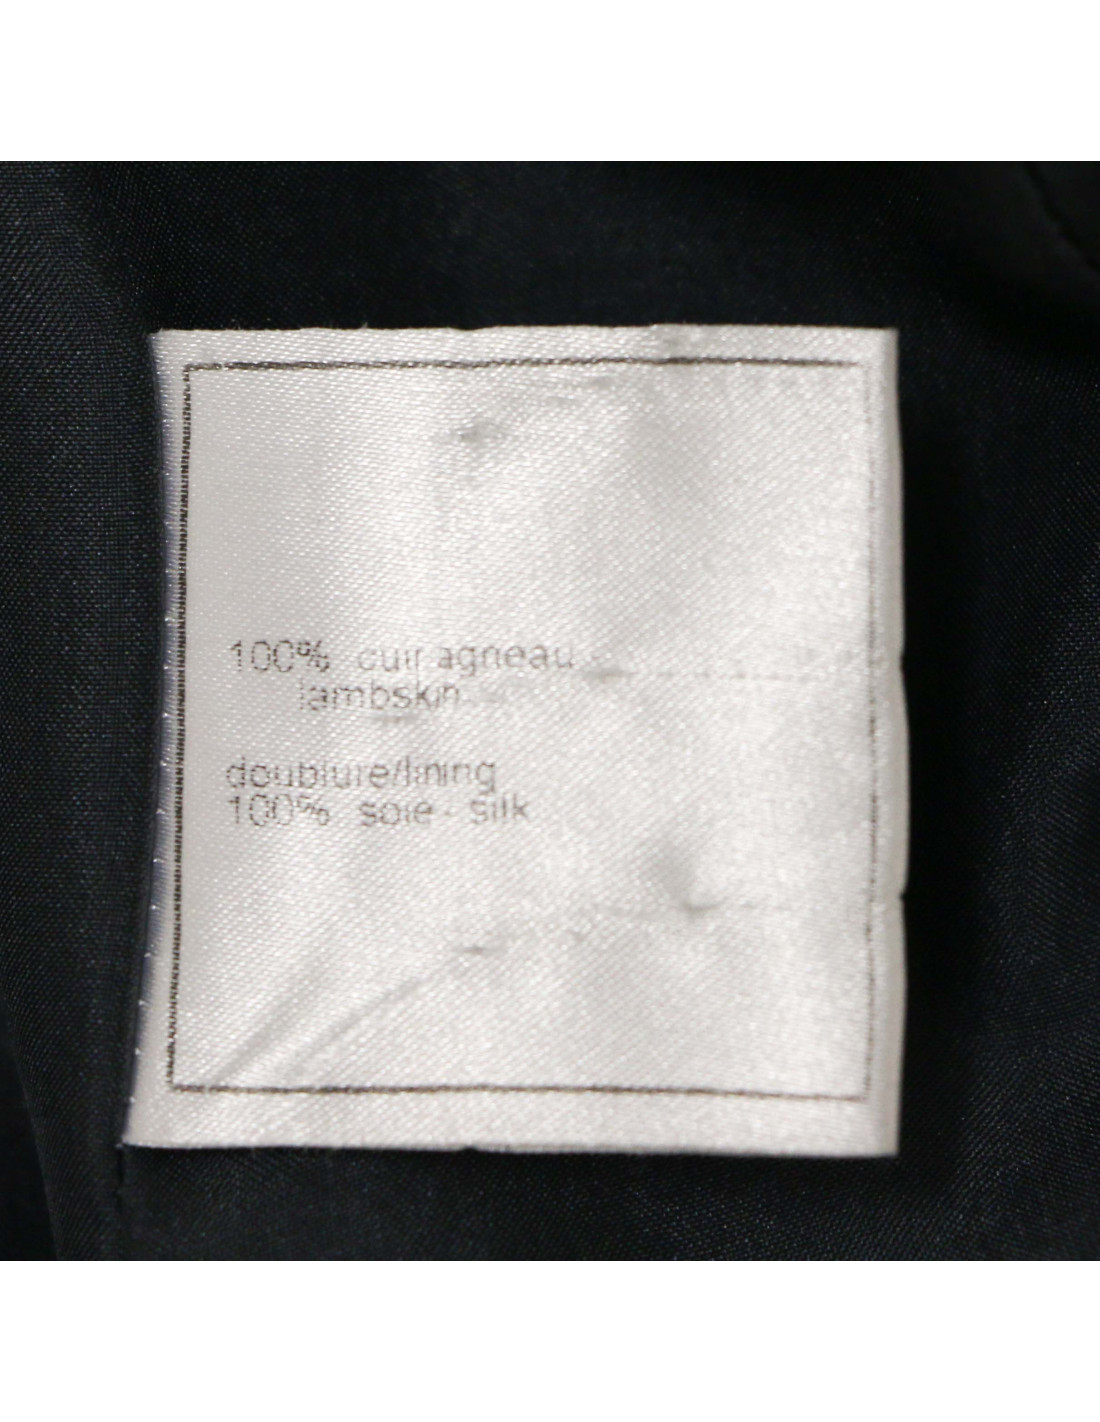 100% cuir agneau
lambskin
doublure/lining
100% soie - silk